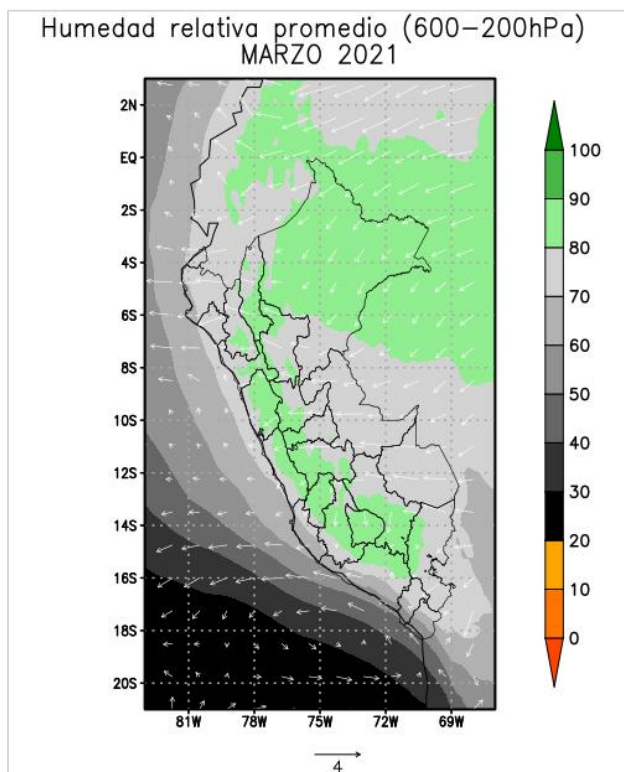 Humedad relativa promedio (600−200hPa)
MARZO 2021
2N
EQ
2S
4S
6S
8S
10S
12S
14S
16S
18S
20S
81W 78W 75W 72W 69W
100
90
80
70
60
50
40
30
20
10
0
4